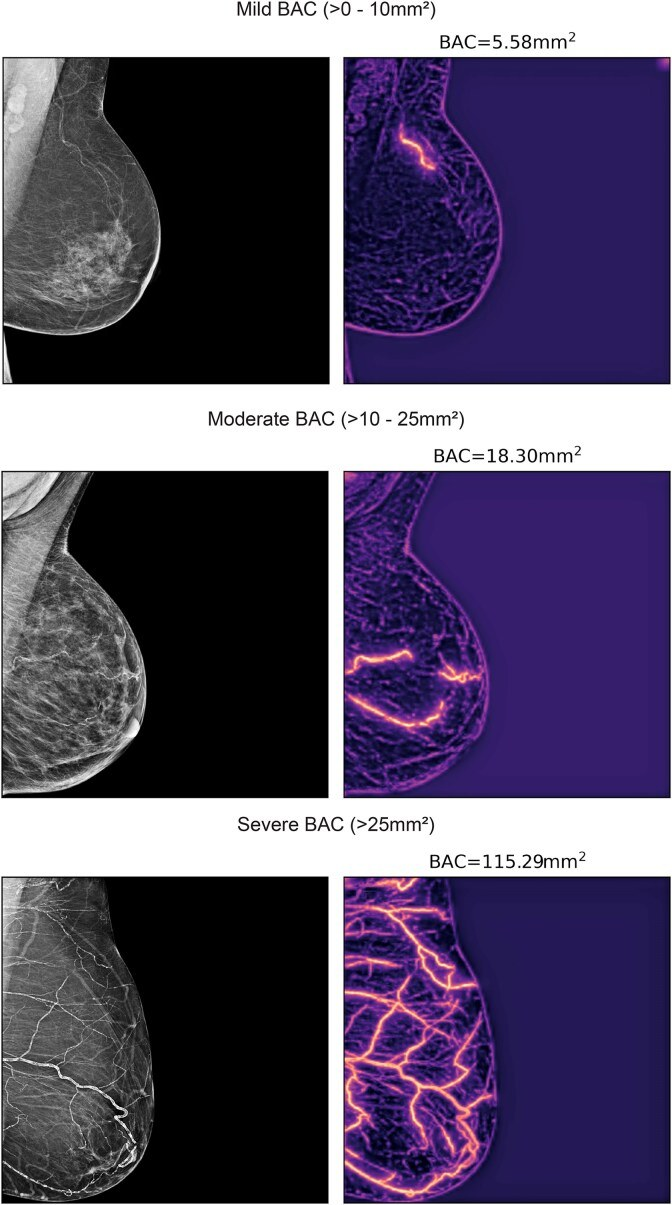 Mild BAC (>0 - 10mm²)
BAC=5.58mm²
Moderate BAC (>10 - 25mm²)
BAC=18.30mm²
Severe BAC (>25mm²)
BAC=115.29mm²